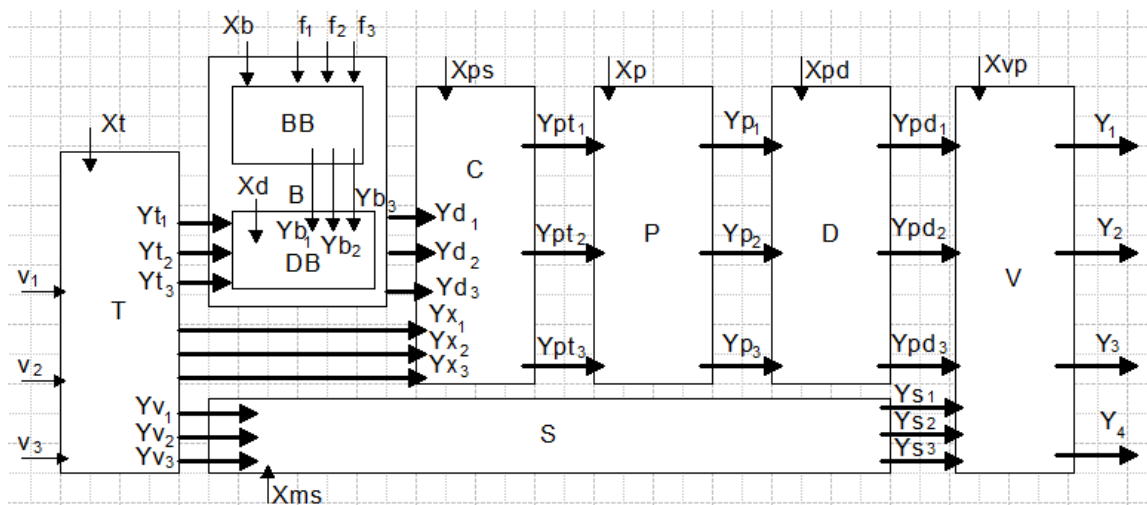 Xb f₁ f₂ f₃
Xps Xp Xpd Xvp
BB
Xt
Ypt₁ Yp₁ Ypd₁ Y₁
C
Xd B Yb₃
Yt₁ Yd₁
Yb₁ Yb₂
Yt₂ Yd₂ Ypt₂ P Yp₂ D Ypd₂ Y₂
DB
v₁ Yt₃ Yd₃ V
T Yx₁
Yx₂
Yx₃ Ypt₃ Yp₃ Ypd₃ Y₃
v₂
Yv₁ Ys₁
Yv₂ S Ys₂ Y₄
v₃ Yv₃ Ys₃
Xms